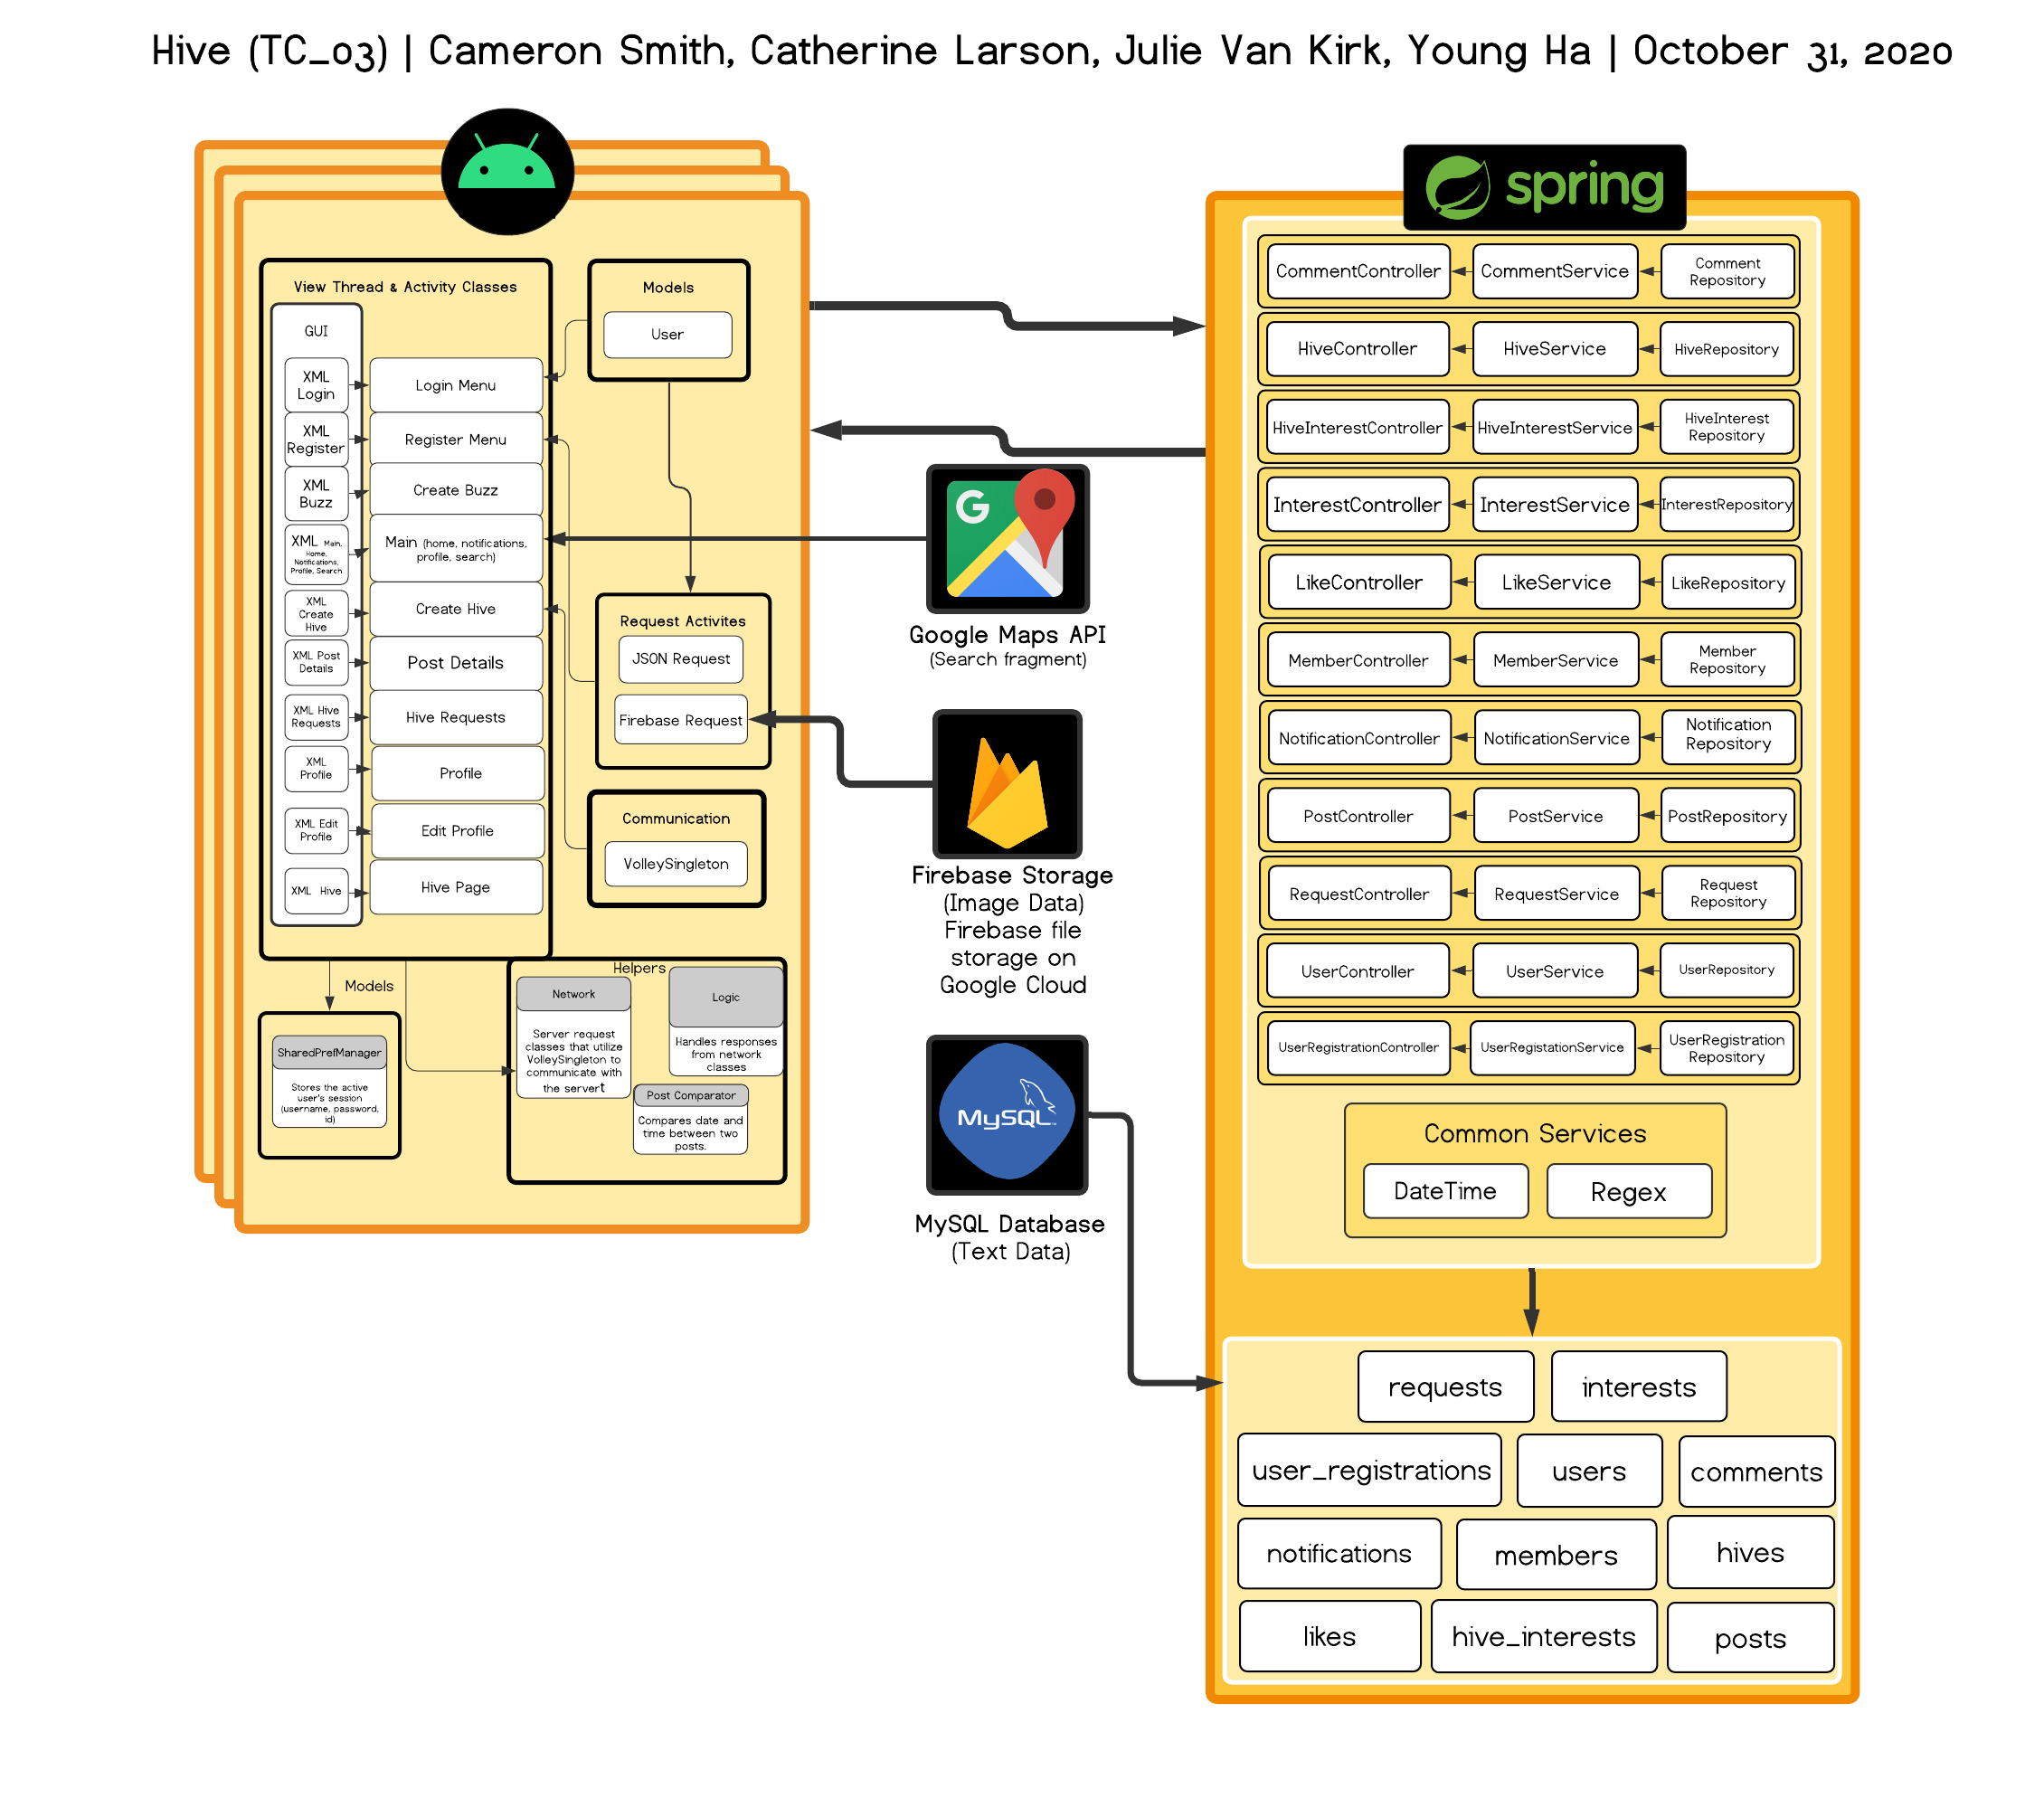 Hive (TC_03) | Cameron Smith, Catherine Larson, Julie Van Kirk, Young Ha | October 31, 2020
View Thread & Activity Classes
GUI
XML
Login
Login Menu
XML
Register
Register Menu
XML
Buzz
Create Buzz
XML Main,
Home,
Notifications,
Profile, Search
Main (home, notifications,
profile, search)
XML
Create
Hive
Create Hive
XML Post
Details
Post Details
XML Hive
Requests
Hive Requests
XML
Profile
Profile
XML Edit
Profile
Edit Profile
XML Hive
Hive Page
Models
User
Request Activites
JSON Request
Firebase Request
Communication
VolleySingleton
Models
SharedPrefManager
Stores the active
user's session
(username, password,
id)
Helpers
Network
Server request
classes that utilize
VolleySingleton to
communicate with
the servert
Logic
Handles responses
from network
classes
Post Comparator
Compares date and
time between two
posts.
G
Google Maps API
(Search fragment)
Firebase Storage
(Image Data)
Firebase file
storage on
Google Cloud
MySQL™
MySQL Database
(Text Data)
spring
CommentController
CommentService
Comment
Repository
HiveController
HiveService
HiveRepository
HiveInterestController
HiveInterestService
HiveInterest
Repository
InterestController
InterestService
InterestRepository
LikeController
LikeService
LikeRepository
MemberController
MemberService
Member
Repository
NotificationController
NotificationService
Notification
Repository
PostController
PostService
PostRepository
RequestController
RequestService
Request
Repository
UserController
UserService
UserRepository
UserRegistrationController
UserRegistationService
UserRegistration
Repository
Common Services
DateTime
Regex
requests
interests
user_registrations
users
comments
notifications
members
hives
likes
hive_interests
posts